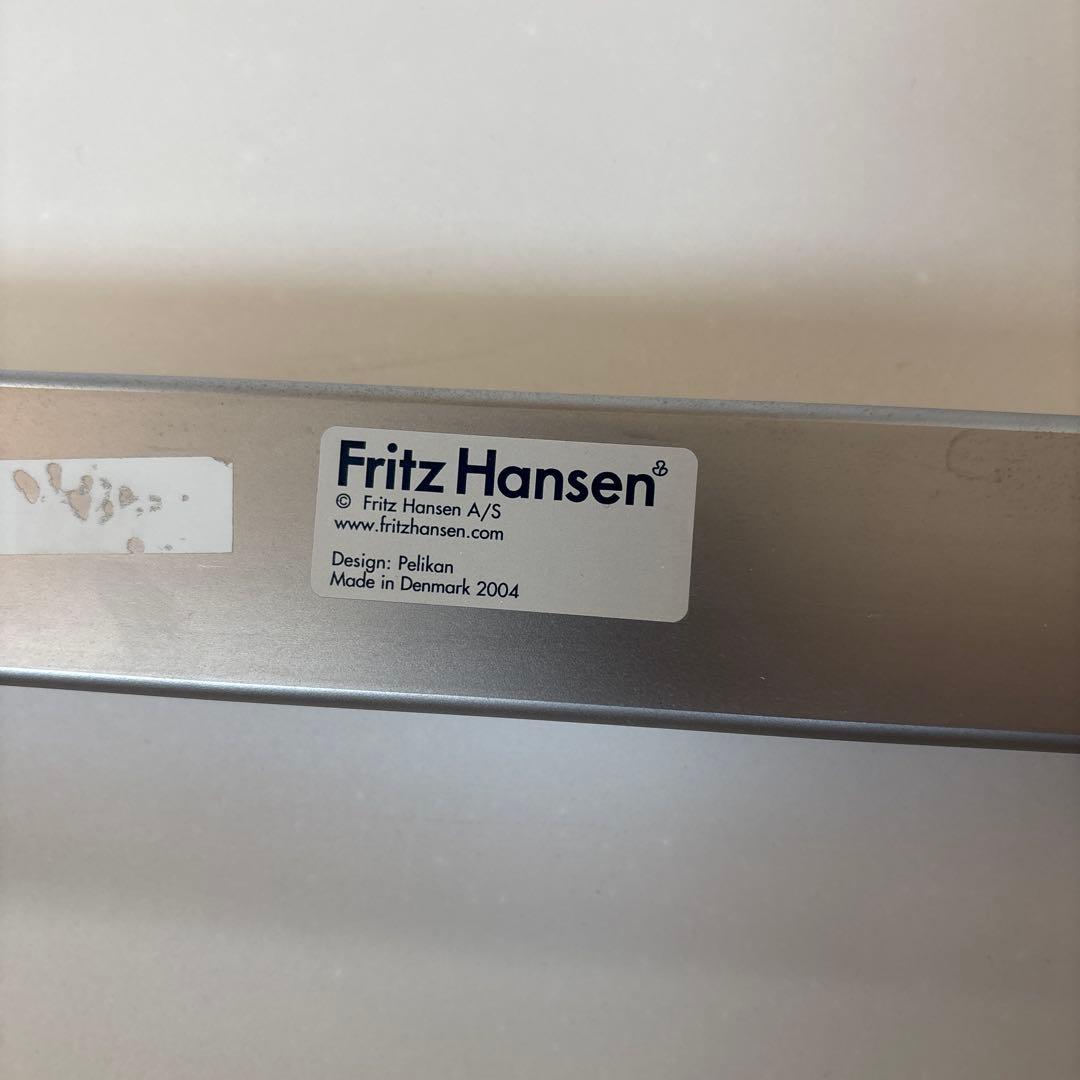 Fritz Hansen
© Fritz Hansen A/S
www.fritzhansen.com
Design: Pelikan
Made in Denmark 2004